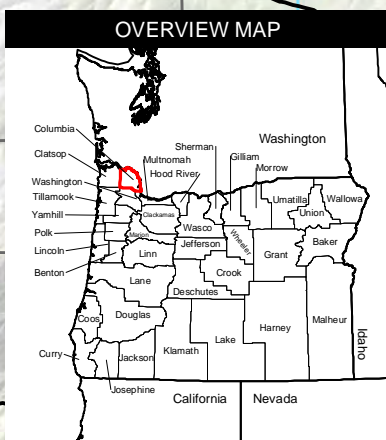 OVERVIEW MAP
Columbia
Clatsop
Washington
Tillamook
Yamhill
Polk
Lincoln
Benton
Multnomah
Hood River
Sherman
Washington
Gilliam
Morrow
Umatilla
Wallowa
Union
Clackamas
Marion
Wasco
Jefferson
Wheeler
Grant
Baker
Linn
Crook
Lane
Deschutes
Coos
Douglas
Malheur
Harney
Lake
Klamath
Curry
Jackson
Josephine
Idaho
California
Nevada